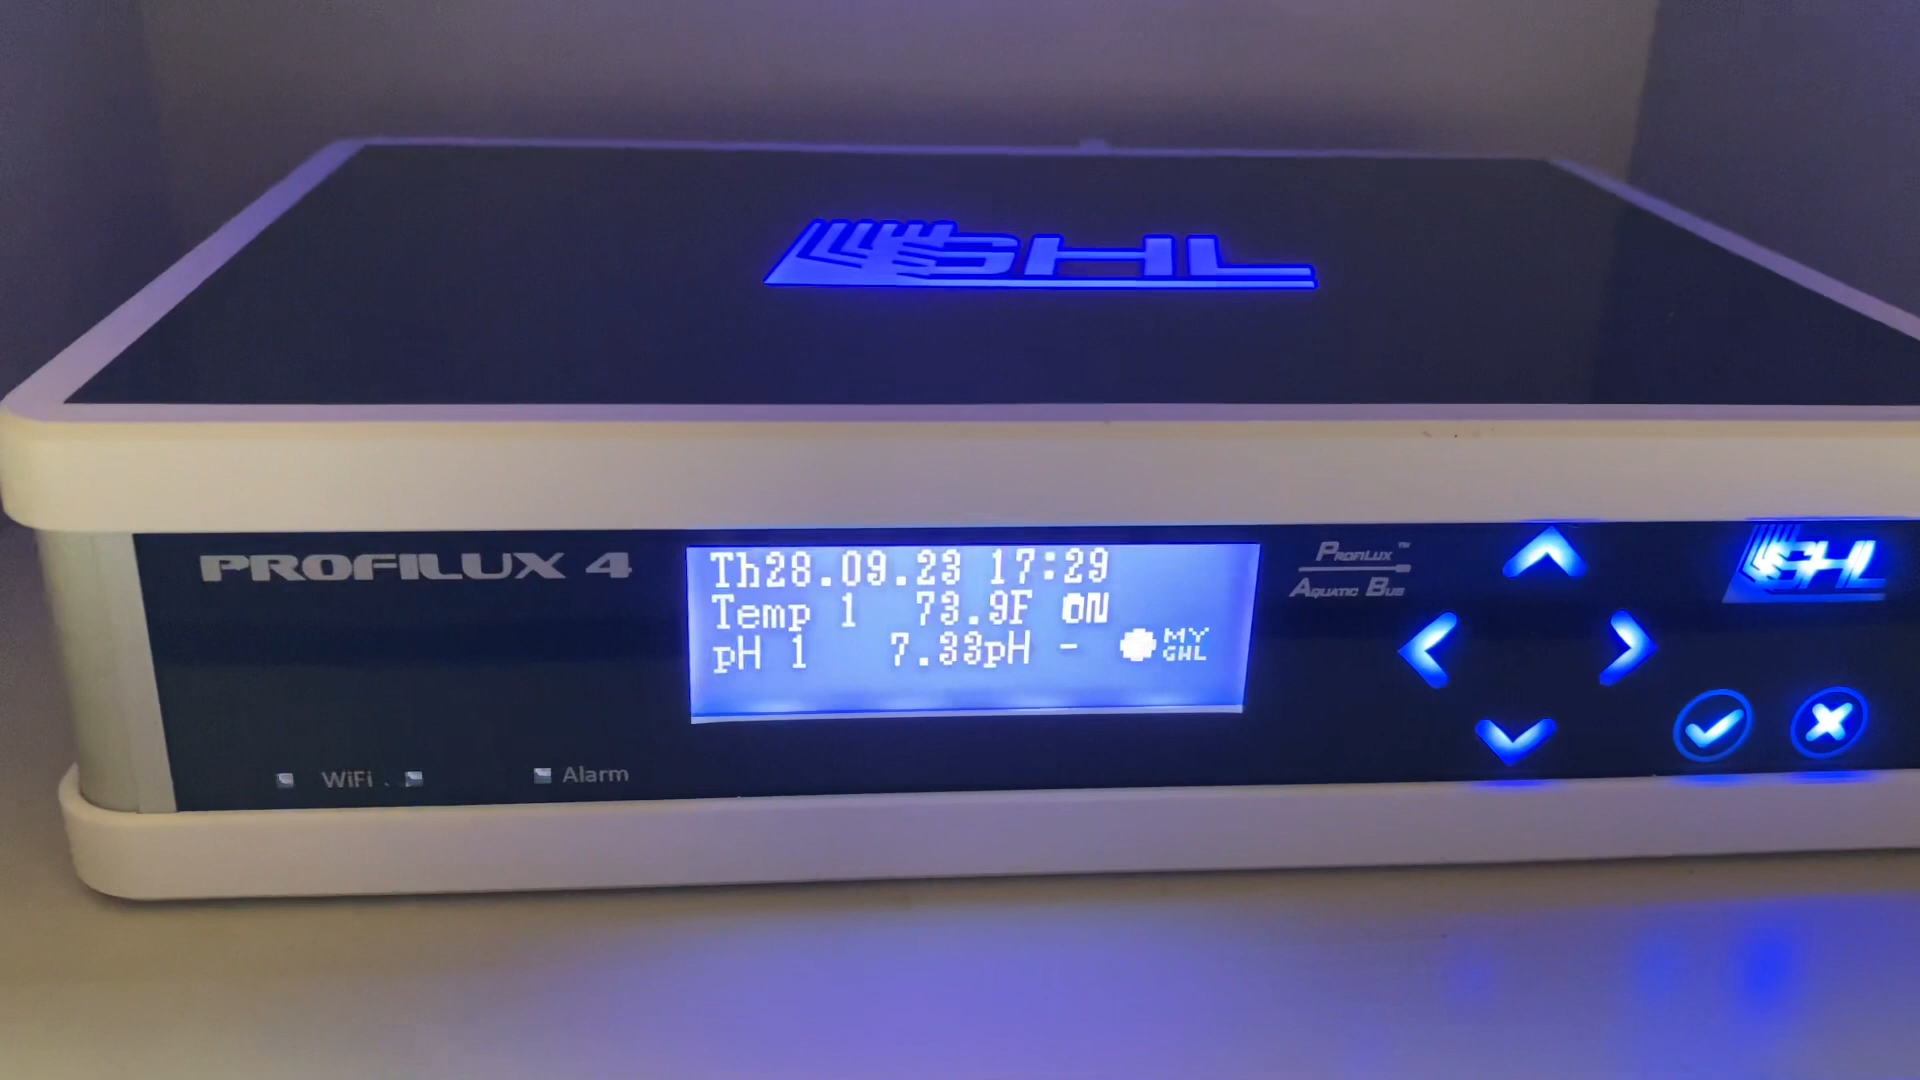 GHL
PROFILUX 4
Th28.09.23 17:29
Temp 1 73.9F ON
pH 1 7.33pH -
MY
GHL
PROFILUX™
AQUATIC BUS
GHL
WiFi
Alarm